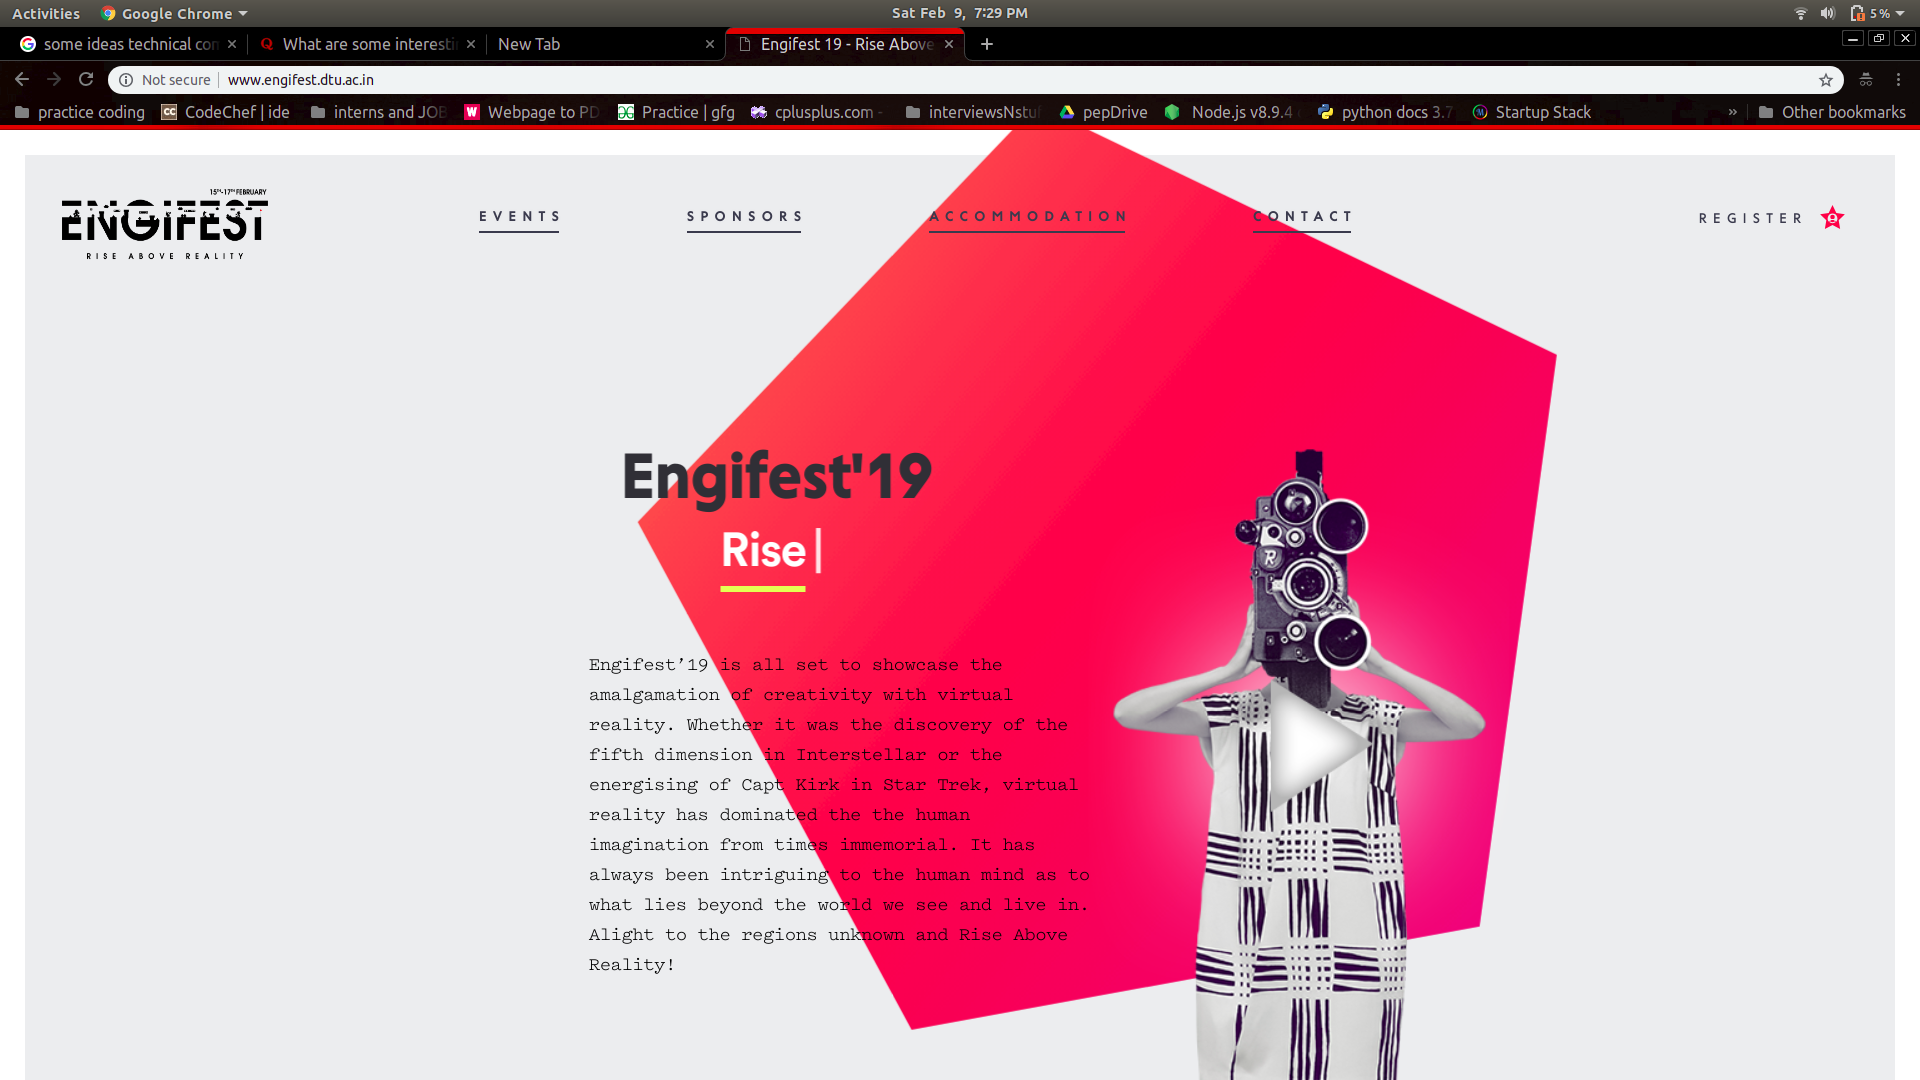 Activities Google Chrome Sat Feb 9, 7:29 PM 5 %
some ideas technical con What are some interesti New Tab Engifest 19 - Rise Above
Not secure www.engifest.dtu.ac.in
practice coding CodeChef | ide interns and JOB Webpage to PD Practice | gfg cplusplus.com - interviewsNstuf pepDrive Node.js v8.9.4 python docs 3.7 Startup Stack » Other bookmarks
15TH-17TH FEBRUARY
ENGIFEST
RISE ABOVE REALITY
EVENTS SPONSORS ACCOMMODATION CONTACT REGISTER
Engifest'19
Rise|
Engifest’19 is all set to showcase the
amalgamation of creativity with virtual
reality. Whether it was the discovery of the
fifth dimension in Interstellar or the
energising of Capt Kirk in Star Trek, virtual
reality has dominated the the human
imagination from times immemorial. It has
always been intriguing to the human mind as to
what lies beyond the world we see and live in.
Alight to the regions unknown and Rise Above
Reality!
R